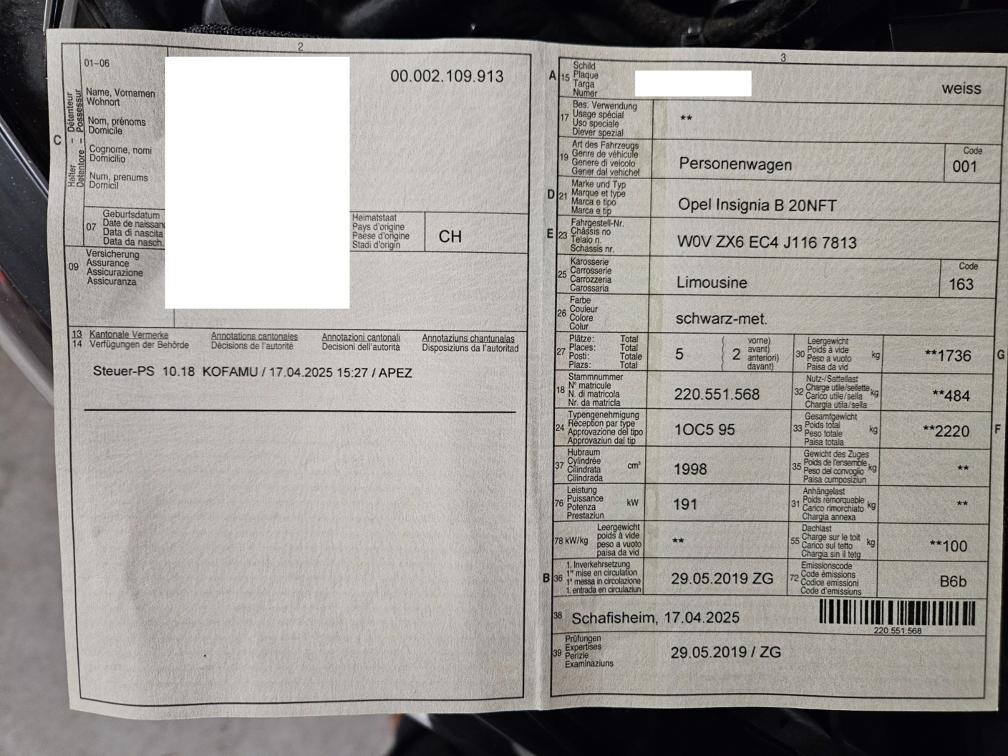 2
01-06
00.002.109.913
C
Halter – Détenteur
Detentore – Possessur
Name, Vornamen
Wohnort
Nom, prénoms
Domicile
Cognome, nomi
Domicilio
Num, prenums
Domicil
07
Geburtsdatum
Date de naissan
Data di nascita
Data da nasch.
Heimatstaat
Pays d'origine
Paese d'origine
Stadi d'origin
CH
09
Versicherung
Assurance
Assicurazione
Assicuranza
13 Kantonale Vermerke Annotations cantonales Annotazioni cantonali Annotaziuns chantunalas
14 Verfügungen der Behörde Décisions de l'autorité Decisioni dell'autorità Disposiziuns da l'autoritad
Steuer-PS 10.18 KOFAMU / 17.04.2025 15:27 / APEZ
3
A 15
Schild
Plaque
Targa
Numer
weiss
17
Bes. Verwendung
Usage spécial
Uso speciale
Diever spezial
**
19
Art des Fahrzeugs
Genre de véhicule
Genere di veicolo
Gener dal vehichel
Personenwagen
Code
001
D 21
Marke und Typ
Marque et type
Marca e tipo
Marca e tip
Opel Insignia B 20NFT
E 23
Fahrgestell-Nr.
Châssis no
Telaio n.
Schassis nr.
W0V ZX6 EC4 J116 7813
25
Karosserie
Carrosserie
Carrozzeria
Carossaria
Limousine
Code
163
26
Farbe
Couleur
Colore
Colur
schwarz-met.
27
Plätze: Total
Places: Total
Posti: Totale
Plazs: Total
5
2
vorne)
avant)
anteriori)
davant)
30
Leergewicht
Poids à vide
Peso a vuoto
Paisa da vid
kg
**1736
G
18
Stammnummer
N° matricule
N. di matricola
Nr. da matricla
220.551.568
32
Nutz-/Sattellast
Charge utile/sellette
Carico utile/sella
Chargia utila/sella
kg
**484
24
Typengenehmigung
Réception par type
Approvazione del tipo
Approvaziun dal tip
1OC5 95
33
Gesamtgewicht
Poids total
Peso totale
Paisa totala
kg
**2220
F
37
Hubraum
Cylindrée
Cilindrata
Cilindrada
cm³
1998
35
Gewicht des Zuges
Poids de l'ensemble
Peso del convoglio
Paisa cumposiziun
kg
**
76
Leistung
Puissance
Potenza
Prestaziun
kW
191
31
Anhängelast
Poids remorquable
Carico rimorchiato
Chargia annexa
kg
**
78 kW/kg
Leergewicht
poids à vide
peso a vuoto
paisa da vid
**
55
Dachlast
Charge sur le toit
Carico sul tetto
Chargia sin il tetg
kg
**100
B 36
1. Inverkehrsetzung
1re mise en circulation
1a messa in circolazione
1. entrada en circulaziun
29.05.2019 ZG
72
Emissionscode
Code émissions
Codice emissioni
Code d'emissiuns
B6b
38
Schafisheim, 17.04.2025
220.551.568
39
Prüfungen
Expertises
Perizie
Examinaziuns
29.05.2019 / ZG